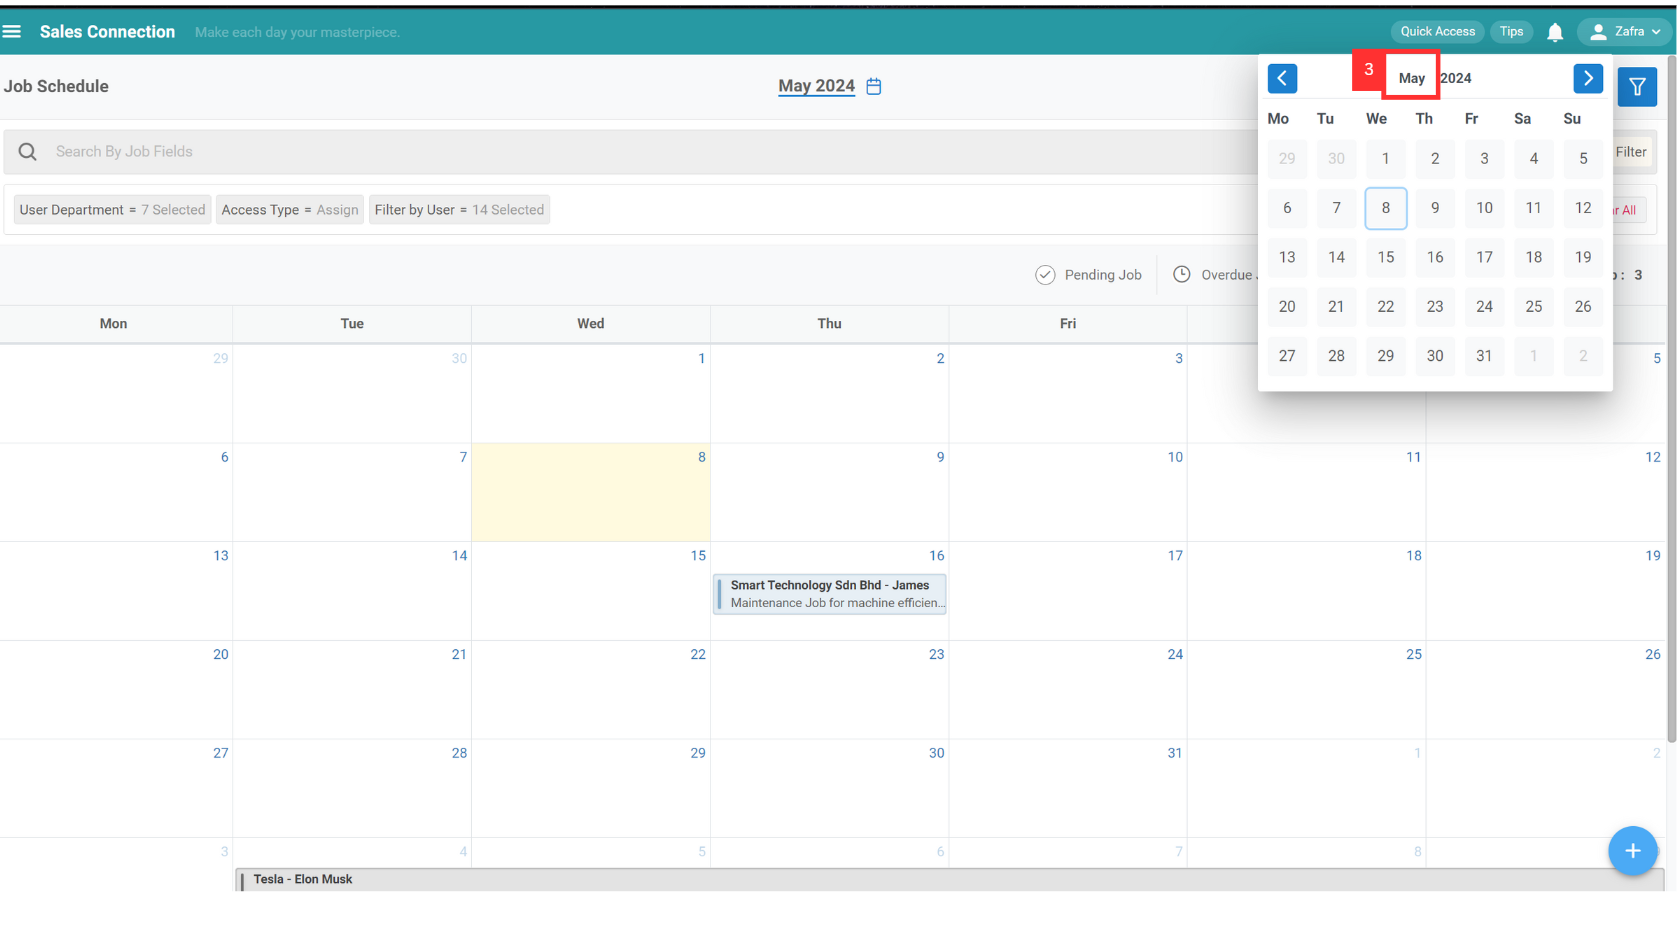 Sales Connection Make each day your masterpiece. Quick Access Tips Zafra
Job Schedule May 2024
3 May 2024
Mo Tu We Th Fr Sa Su
29 30 1 2 3 4 5
6 7 8 9 10 11 12
13 14 15 16 17 18 19
20 21 22 23 24 25 26
27 28 29 30 31 1 2
Search By Job Fields Filter
User Department = 7 Selected Access Type = Assign Filter by User = 14 Selected All
Pending Job Overdue : 3
Mon Tue Wed Thu Fri
29 30 1 2 3 5
6 7 8 9 10 11 12
13 14 15 16 17 18 19
Smart Technology Sdn Bhd - James
Maintenance Job for machine efficien...
20 21 22 23 24 25 26
27 28 29 30 31 1 2
3 4 5 6 7 8
+
Tesla - Elon Musk